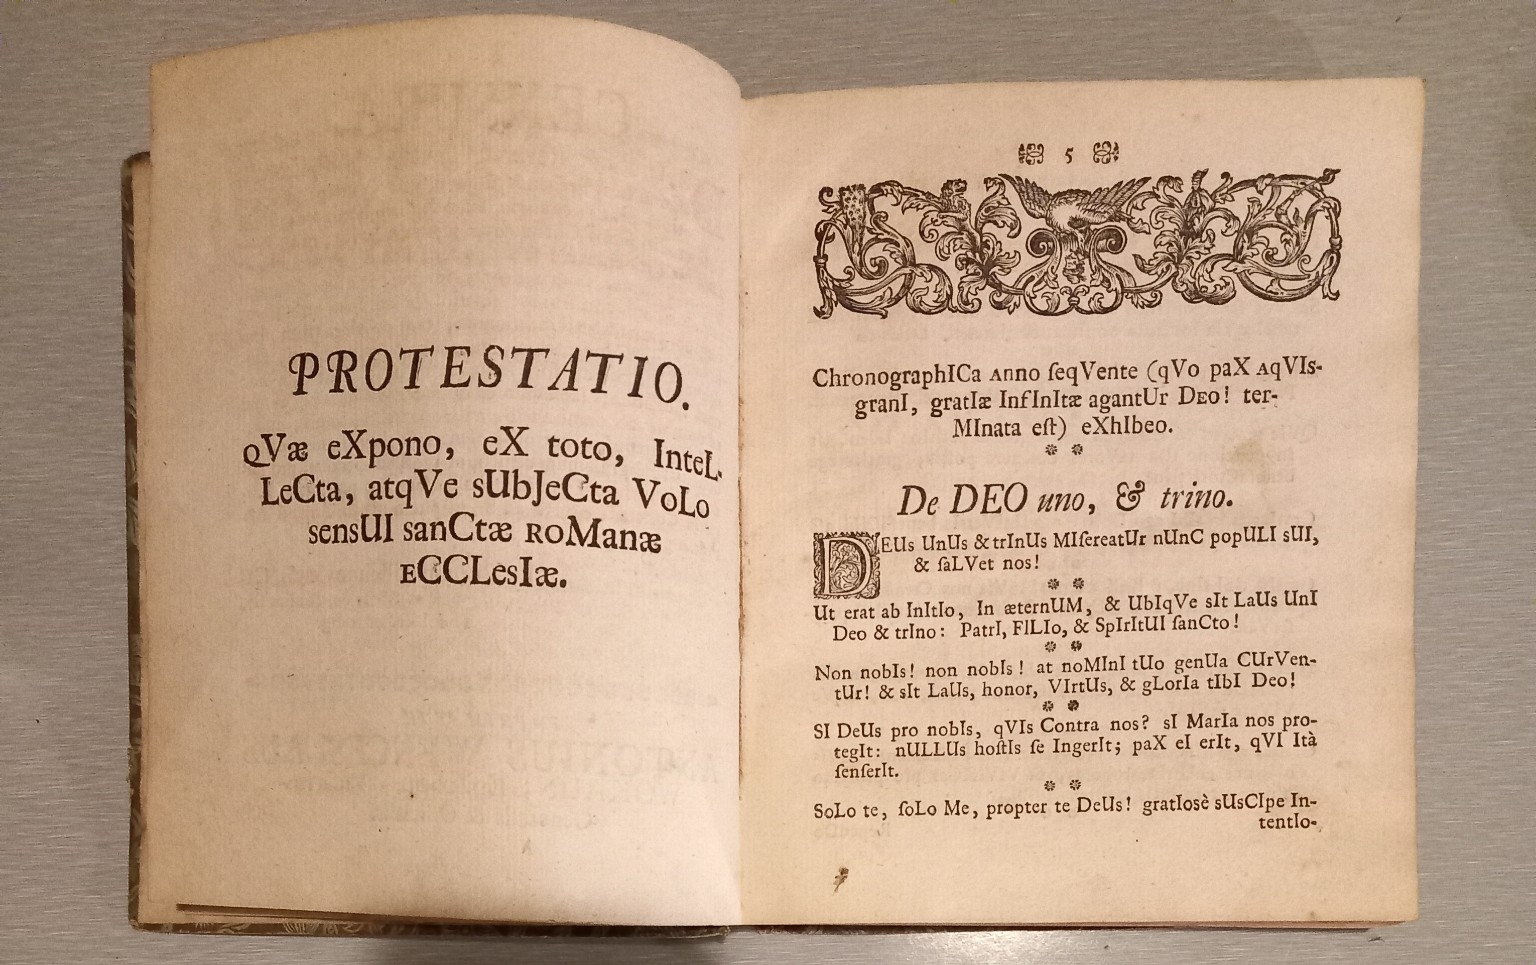 PROTESTATIO.
QVæ eXpono, eX toto, InteL-
LeCta, atqVe sUbJeCta VoLo
sensUI sanCtæ ROManæ
ECCLesIæ.
5
ChronographICa Anno ſeqVente (qVo paX AqVIs-
granI, gratIæ InfInItæ agantUr DEO! ter-
MInata eſt) eXhIbeo.
De DEO uno, & trino.
DEUs UnUs & trInUs MIſereatUr nUnC popULI sUI,
& ſaLVet nos!
Ut erat ab InItIo, In æternUM, & UbIqVe sIt LaUs UnI
Deo & trIno: PatrI, FILIo, & SpIrItUI ſanCto!
Non nobIs! non nobIs! at noMInI tUo genUa CUrVen-
tUr! & sIt LaUs, honor, VIrtUs, & gLorIa tIbI Deo!
SI DeUs pro nobIs, qVIs Contra nos? sI MarIa nos pro-
tegIt: nULLUs hoſtIs ſe IngerIt; paX eI erIt, qVI Ità
ſenſerIt.
SoLo te, ſoLo Me, propter te DeUs! gratIosè sUsCIpe In-
tentIo-